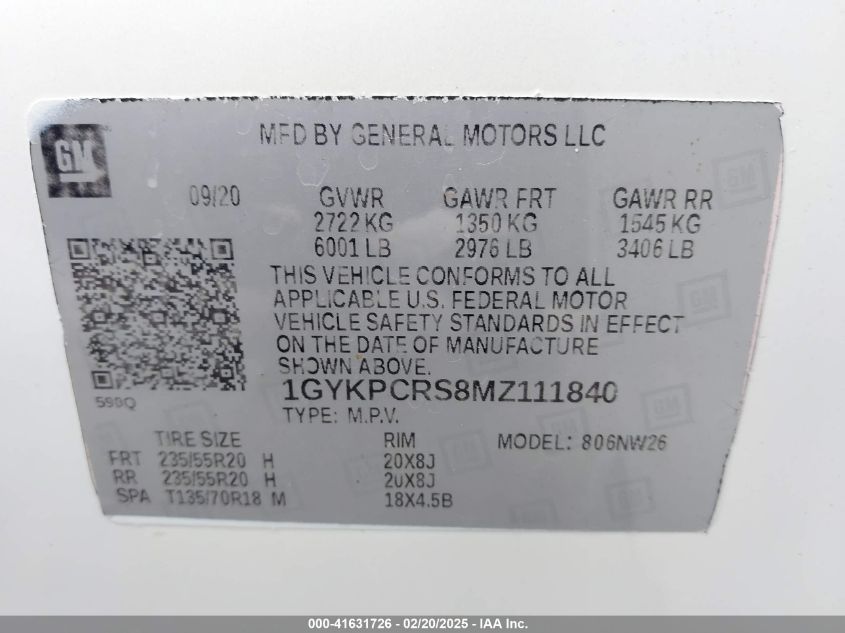 GM
MFD BY GENERAL MOTORS LLC
09/20 GVWR GAWR FRT GAWR RR
2722 KG 1350 KG 1545 KG
6001 LB 2976 LB 3406 LB
THIS VEHICLE CONFORMS TO ALL
APPLICABLE U.S. FEDERAL MOTOR
VEHICLE SAFETY STANDARDS IN EFFECT
ON THE DATE OF MANUFACTURE
SHOWN ABOVE.
1GYKPCRS8MZ111840
TYPE: M.P.V.
TIRE SIZE RIM MODEL: 806NW26
FRT 235/55R20 H 20X8J
RR 235/55R20 H 20X8J
SPA T135/70R18 M 18X4.5B
000-41631726 - 02/20/2025 - IAAI.com